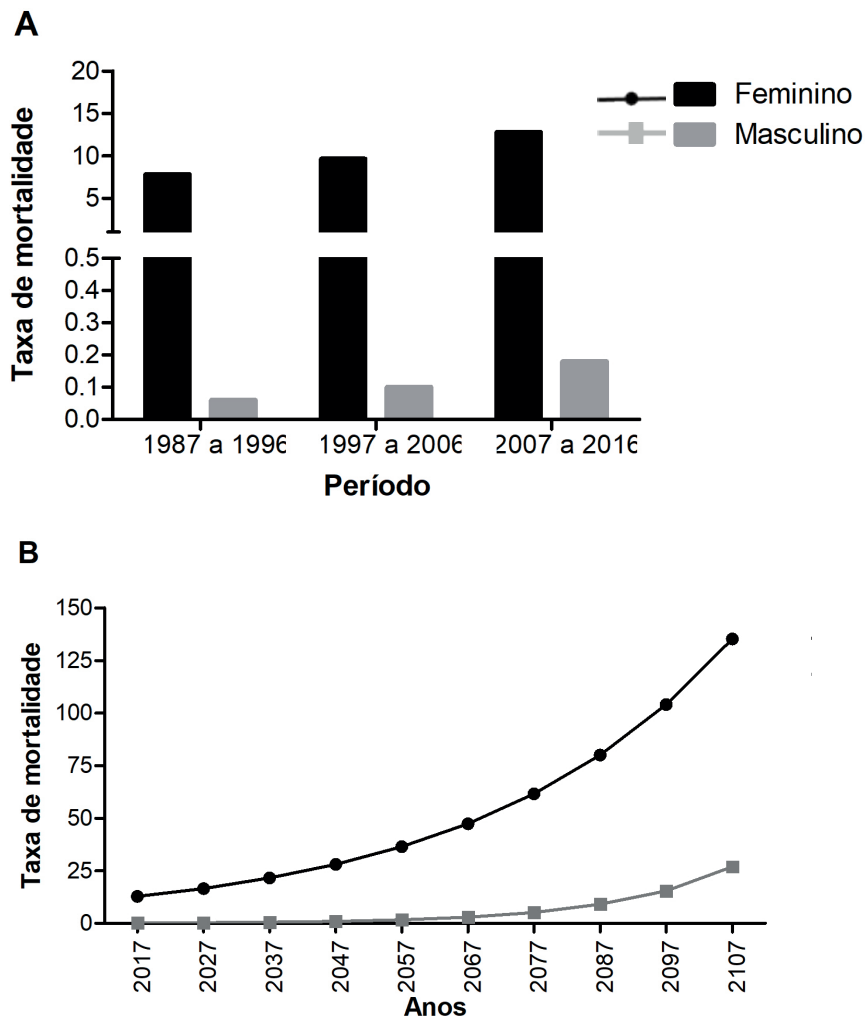 A
Taxa de mortalidade
20
15
10
5
0.5
0.4
0.3
0.2
0.1
0.0
Feminino
Masculino
1987 a 1996 1997 a 2006 2007 a 2016
Período
B
Taxa de mortalidade
150
125
100
75
50
25
0
2017 2027 2037 2047 2057 2067 2077 2087 2097 2107
Anos